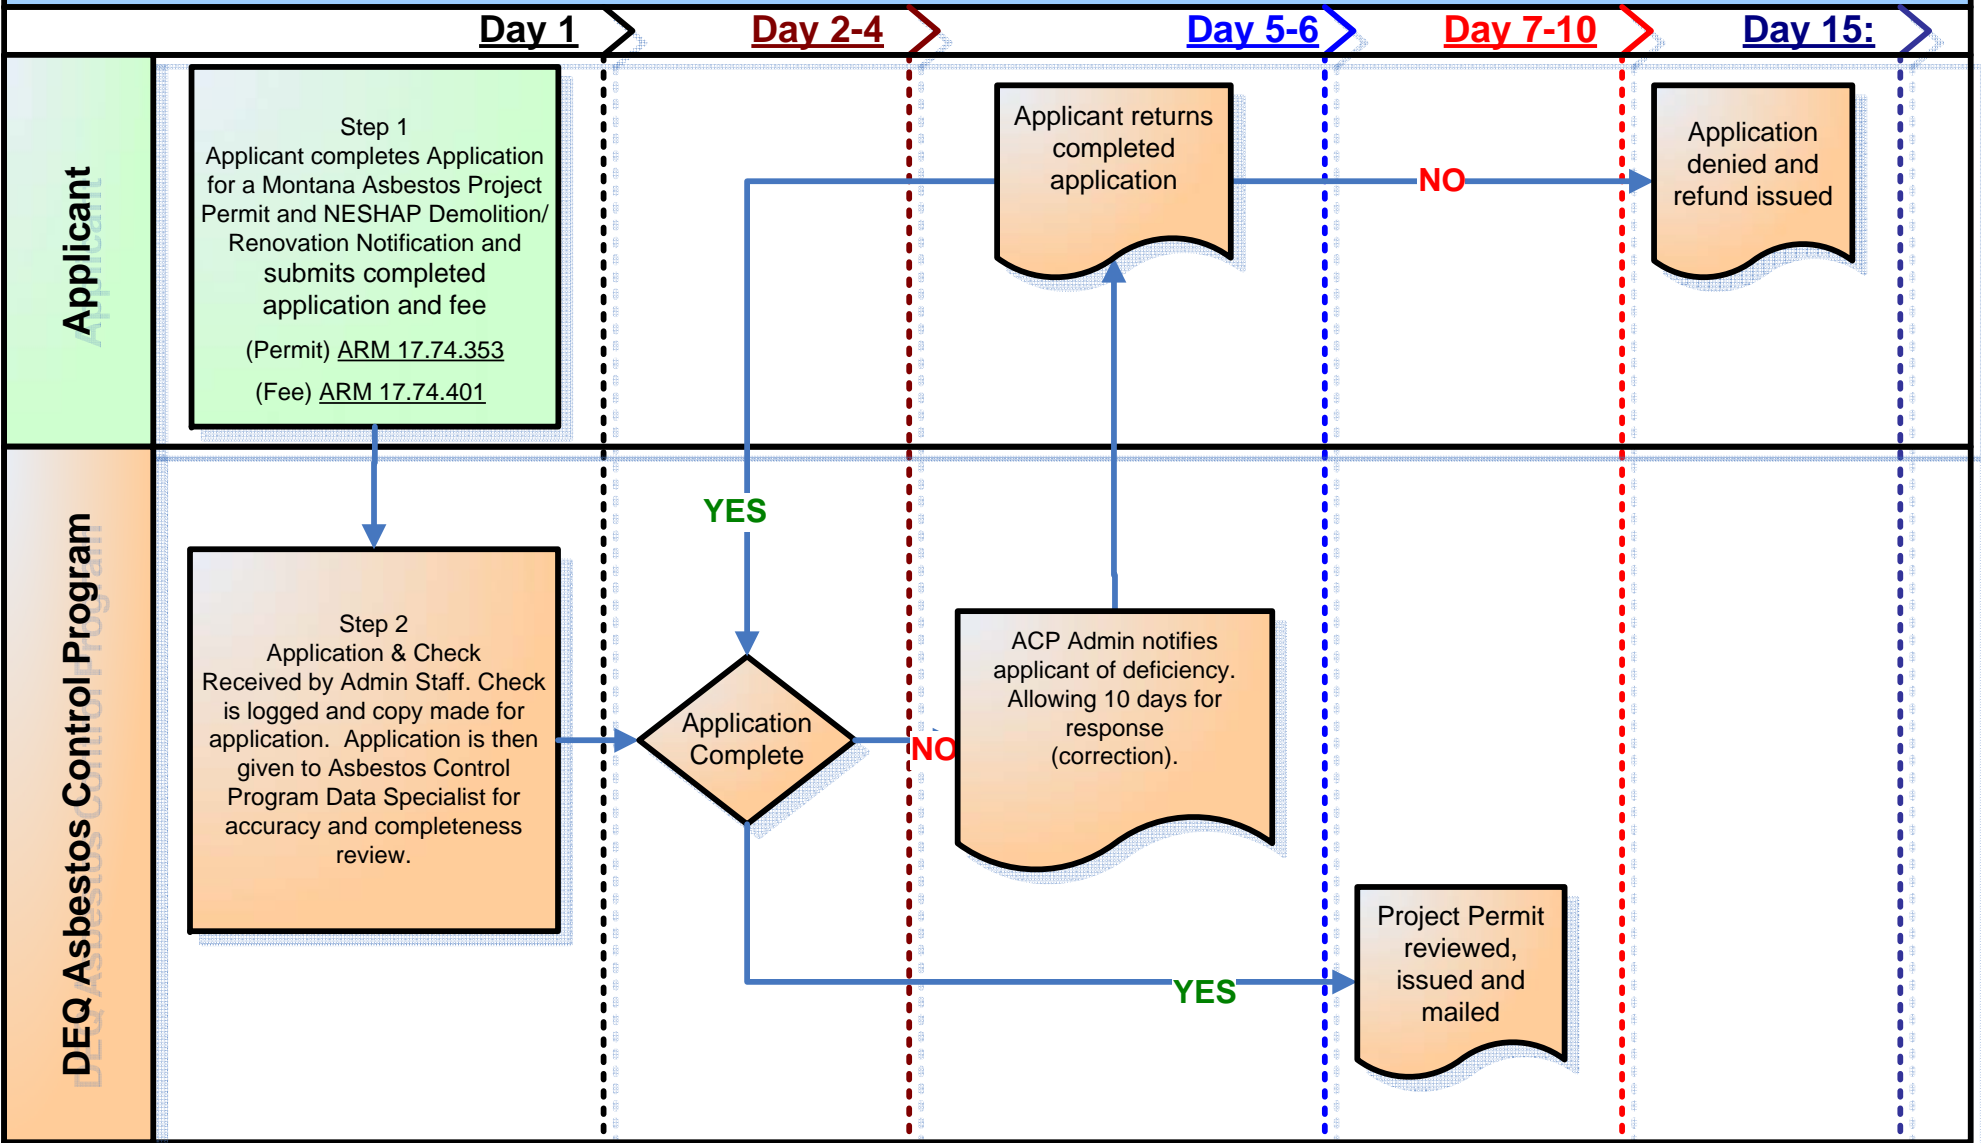 Day 1
Day 2-4
Day 5-6
Day 7-10
Day 15:
Applicant
Step 1
Applicant completes Application
for a Montana Asbestos Project
Permit and NESHAP Demolition/
Renovation Notification and
submits completed
application and fee
(Permit) ARM 17.74.353
(Fee) ARM 17.74.401
Applicant returns
completed
application
NO
Application
denied and
refund issued
YES
DEQ Asbestos Control Program
Step 2
Application & Check
Received by Admin Staff. Check
is logged and copy made for
application. Application is then
given to Asbestos Control
Program Data Specialist for
accuracy and completeness
review.
Application
Complete
NO
ACP Admin notifies
applicant of deficiency.
Allowing 10 days for
response
(correction).
YES
Project Permit
reviewed,
issued and
mailed